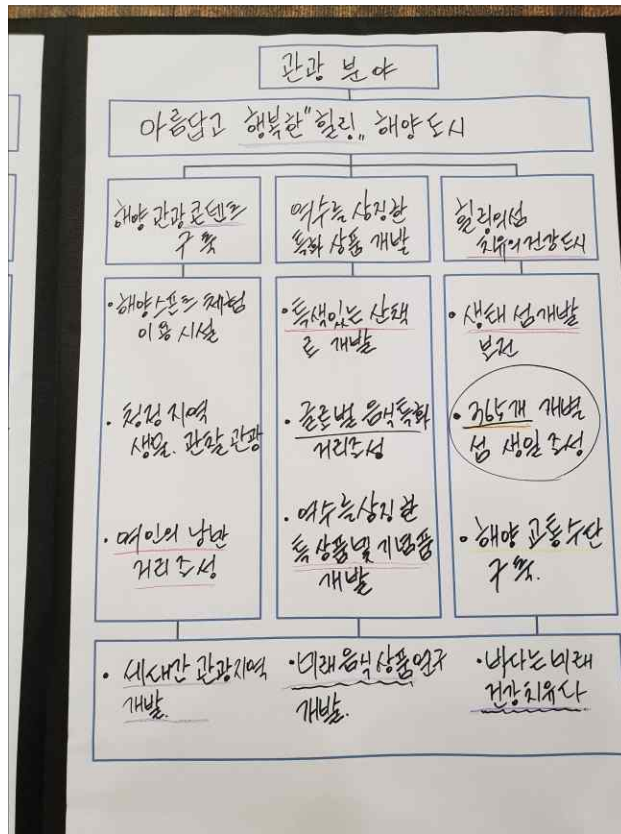 관광 분야
아름답고 행복한 "힐링" 해양도시
해양 관광 콘텐츠
구축
여수를 상징한
특화 상품 개발
힐링의섬
치유의건강도시
• 해양스포츠 체험
이용 시설
• 청정 지역
생물. 관찰 관광
• 여인의 낭만
거리조성
• 특색있는 산책
로 개발
• 글로벌 음식특화
거리조성
• 여수를상징한
특상품및기념품
개발
• 생태 섬개발
보전
• 365개 개별
섬 생일 조성
• 해양 교통수단
구축.
• 세대간 관광지역
개발.
• 미래음식상품연구
개발.
• 바다는 미래
건강치유다